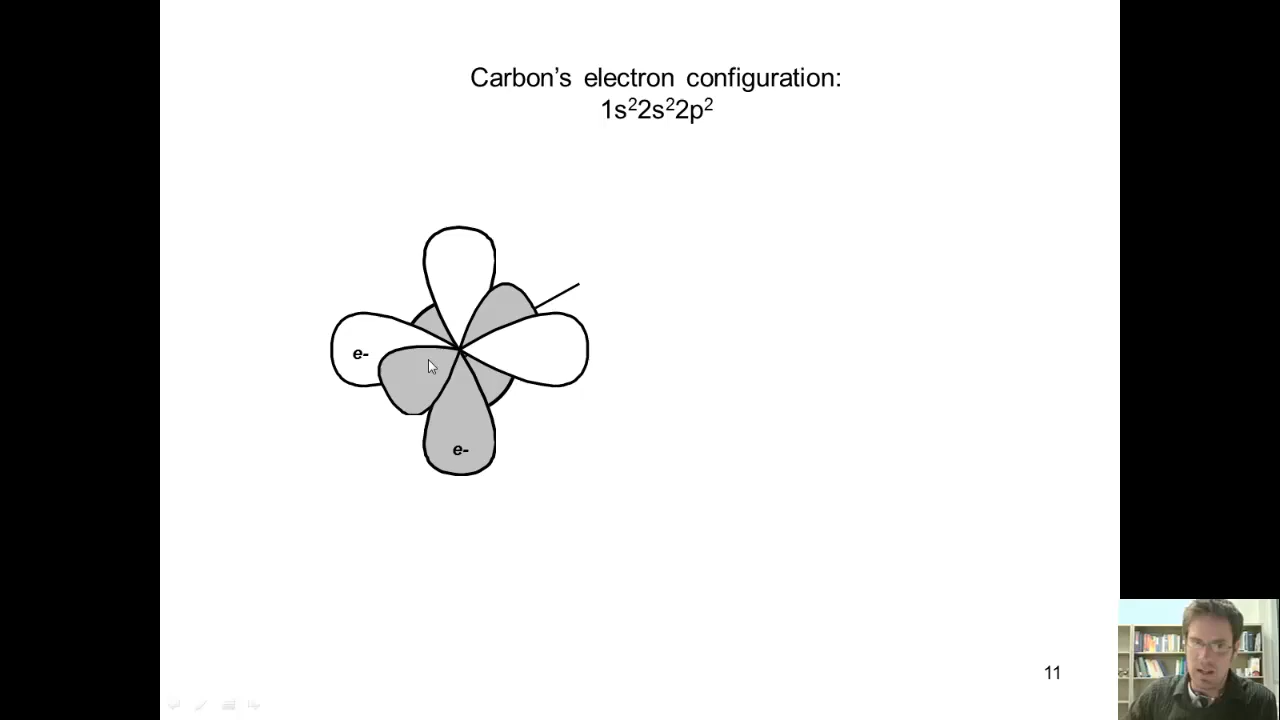 Carbon's electron configuration:
1s²2s²2p²
e-
e-
11